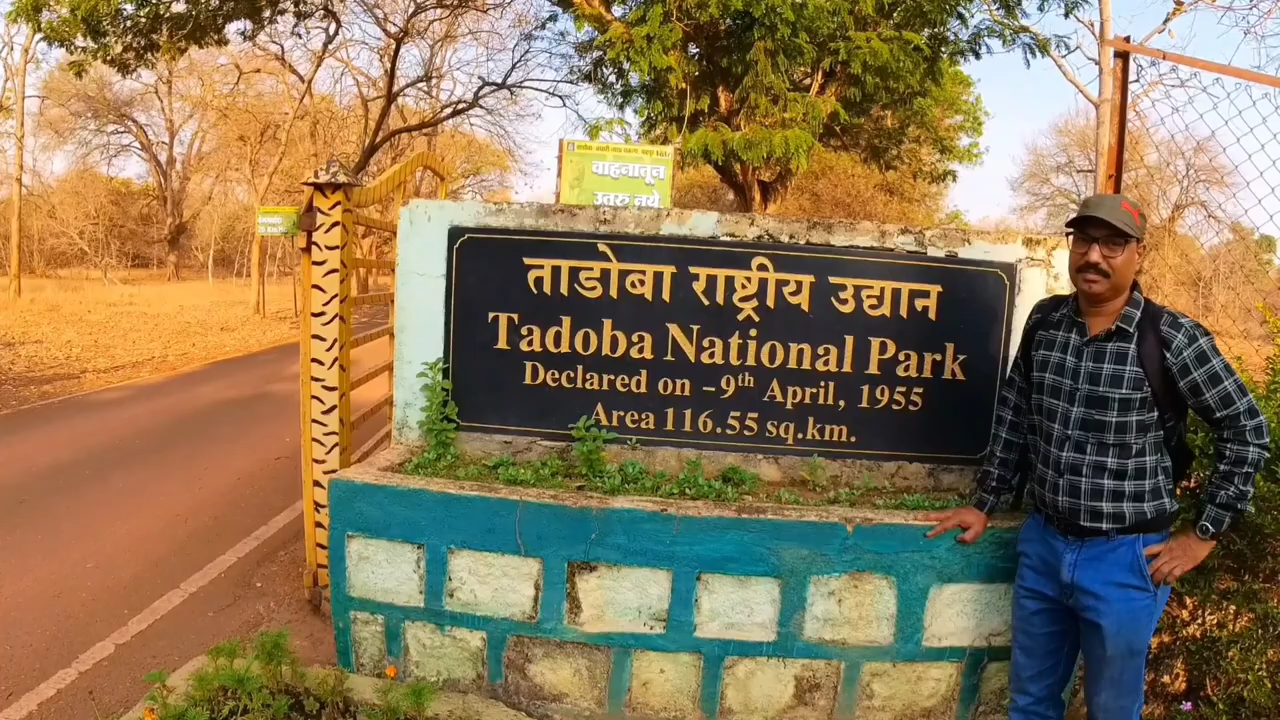 वाहनातून
उतरु नये.
ताडोबा राष्ट्रीय उद्यान
Tadoba National Park
Declared on - 9th April, 1955
Area 116.55 sq.km.